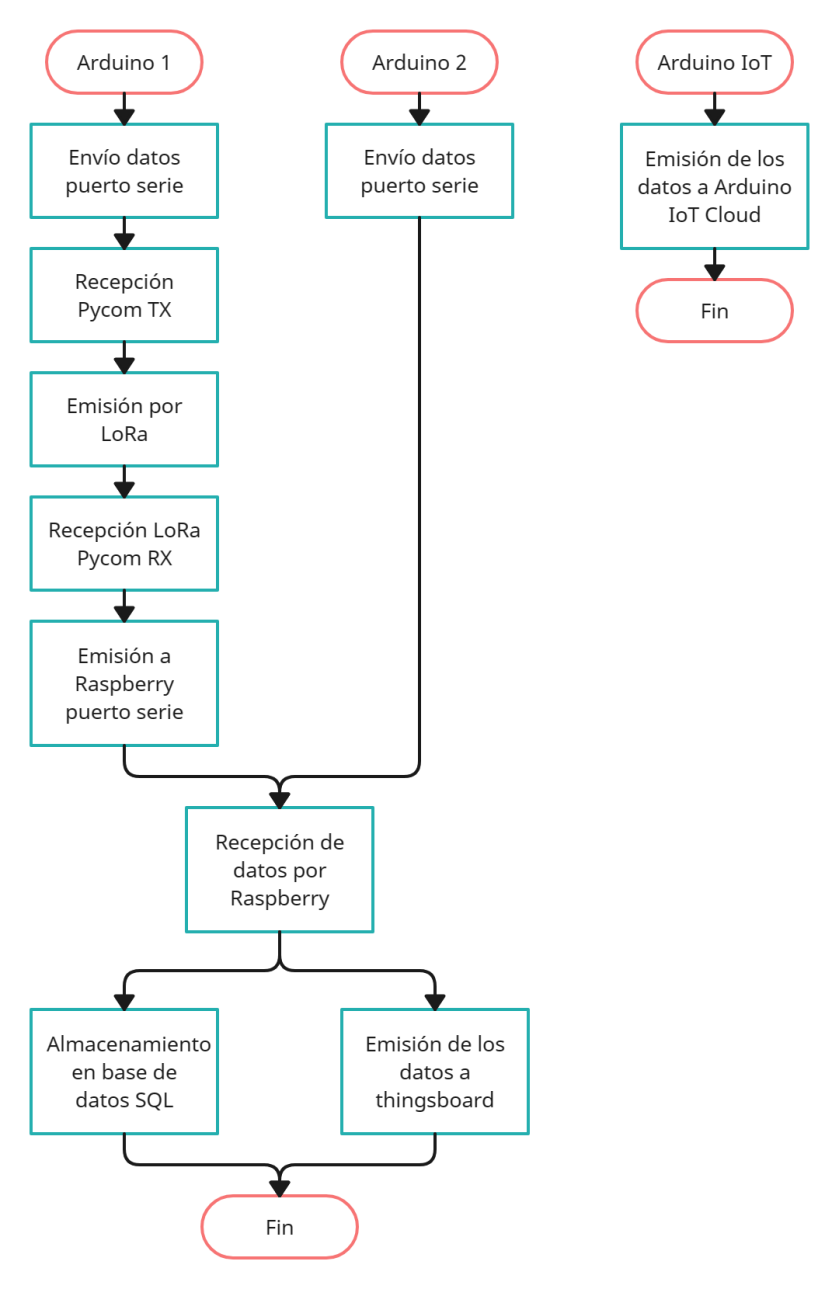 Arduino 1
Arduino 2
Arduino IoT
Envío datos
puerto serie
Envío datos
puerto serie
Emisión de los
datos a Arduino
IoT Cloud
Recepción
Pycom TX
Fin
Emisión por
LoRa
Recepción LoRa
Pycom RX
Emisión a
Raspberry
puerto serie
Recepción de
datos por
Raspberry
Almacenamiento
en base de
datos SQL
Emisión de los
datos a
thingsboard
Fin